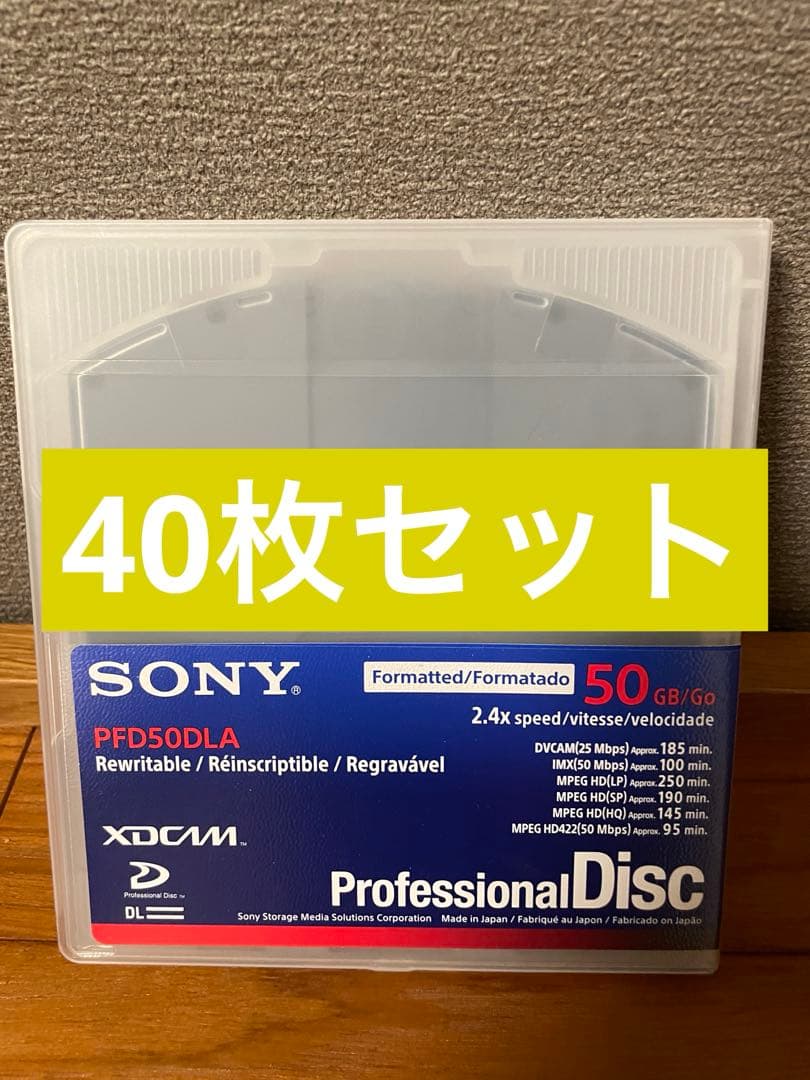 40枚セット
SONY®
Formatted/Formatado
50 GB/Go
2.4x speed/vitesse/velocidade
PFD50DLA
Rewritable / Réinscriptible / Regravável
DVCAM(25 Mbps) Approx. 185 min.
IMX(50 Mbps) Approx. 100 min.
MPEG HD(LP) Approx. 250 min.
MPEG HD(SP) Approx. 190 min.
MPEG HD(HQ) Approx. 145 min.
MPEG HD422(50 Mbps) Approx. 95 min.
XDCAM™
Professional Disc™
DL
Professional Disc
Sony Storage Media Solutions Corporation Made in Japan / Fabriqué au Japon / Fabricado on Japão